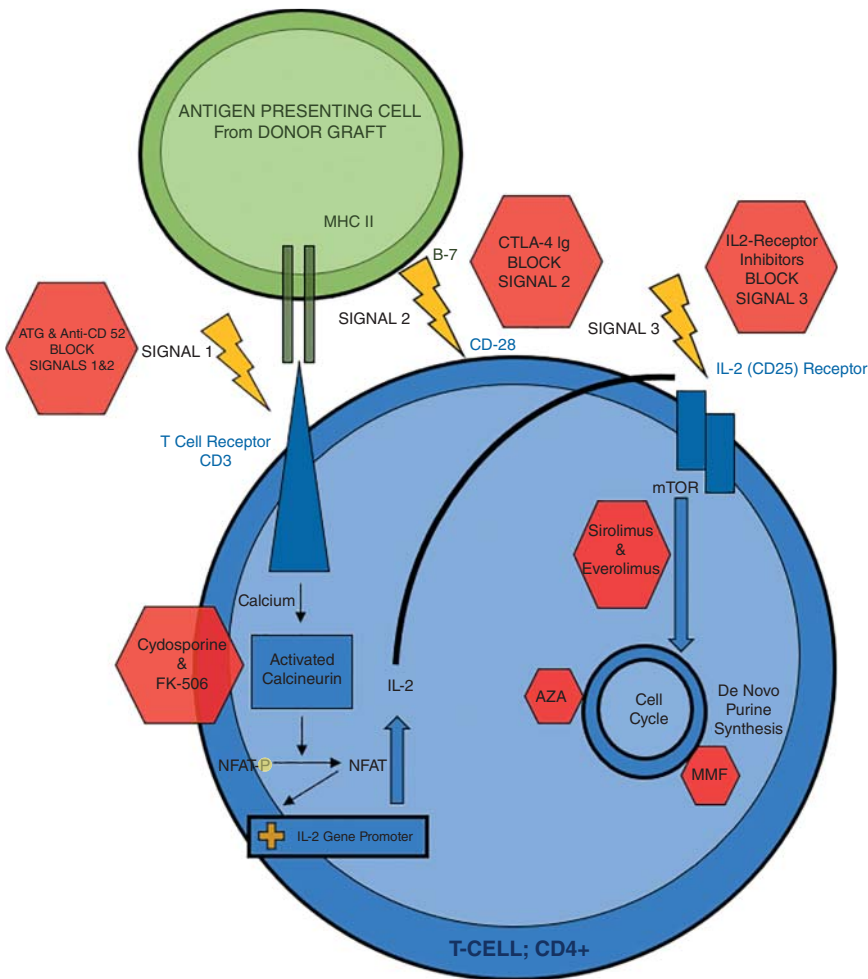 ANTIGEN PRESENTING CELL
From DONOR GRAFT
MHC II
B-7
CTLA-4 Ig
BLOCK
SIGNAL 2
IL2-Receptor
Inhibitors
BLOCK
SIGNAL 3
ATG & Anti-CD 52
BLOCK
SIGNALS 1&2
SIGNAL 1
SIGNAL 2
SIGNAL 3
CD-28
IL-2 (CD25) Receptor
T Cell Receptor
CD3
mTOR
Sirolimus
&
Everolimus
Calcium
Cydosporine
&
FK-506
Activated
Calcineurin
IL-2
AZA
Cell
Cycle
De Novo
Purine
Synthesis
MMF
NFAT-P
NFAT
IL-2 Gene Promoter
T-CELL; CD4+